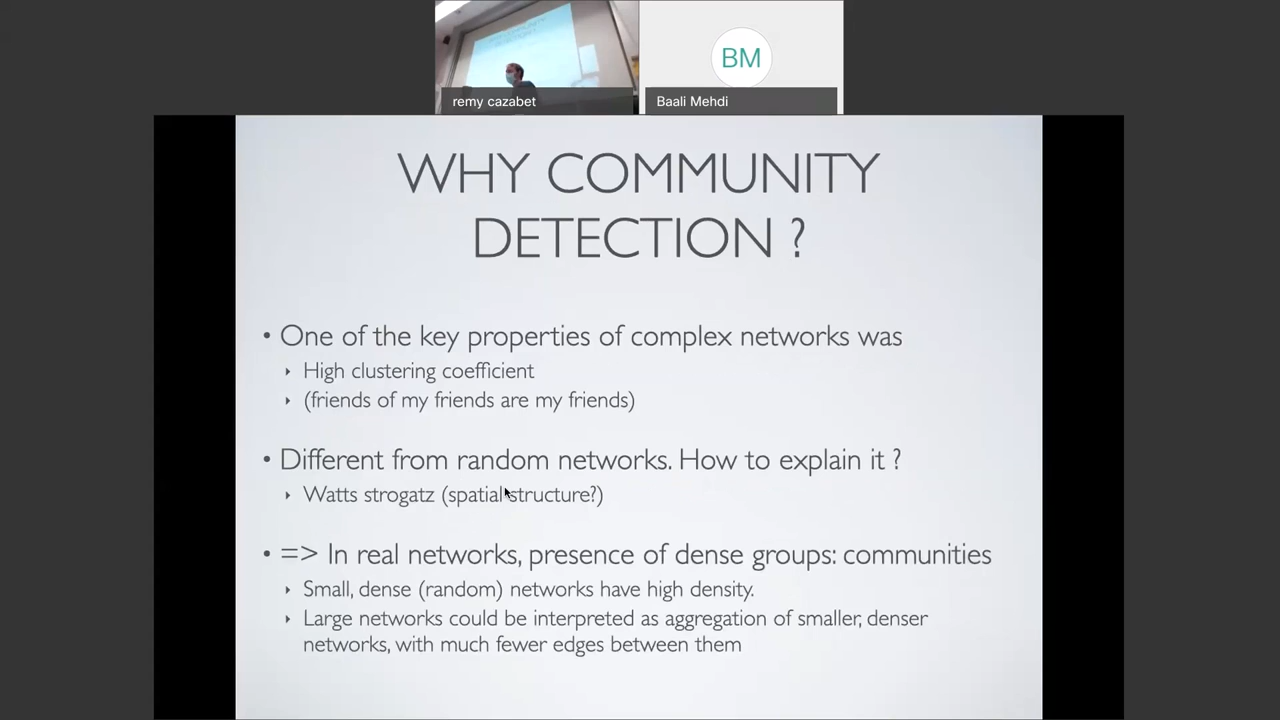 remy cazabet
BM
Baali Mehdi
WHY COMMUNITY
DETECTION ?
• One of the key properties of complex networks was
‣ High clustering coefficient
‣ (friends of my friends are my friends)
• Different from random networks. How to explain it ?
‣ Watts strogatz (spatial structure?)
• => In real networks, presence of dense groups: communities
‣ Small, dense (random) networks have high density.
‣ Large networks could be interpreted as aggregation of smaller, denser
networks, with much fewer edges between them